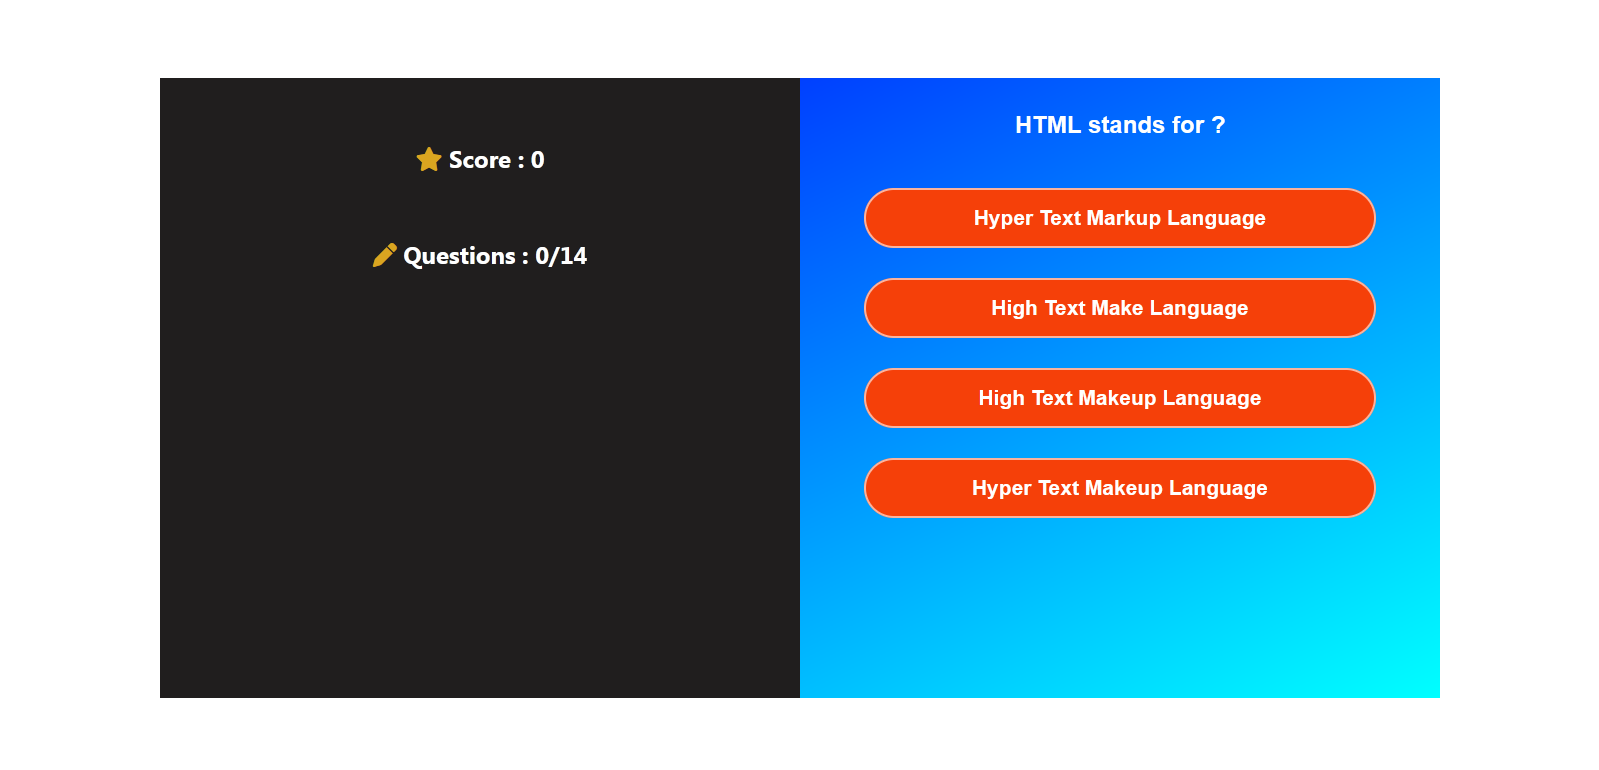 Score : 0
Questions : 0/14
HTML stands for ?
Hyper Text Markup Language
High Text Make Language
High Text Makeup Language
Hyper Text Makeup Language